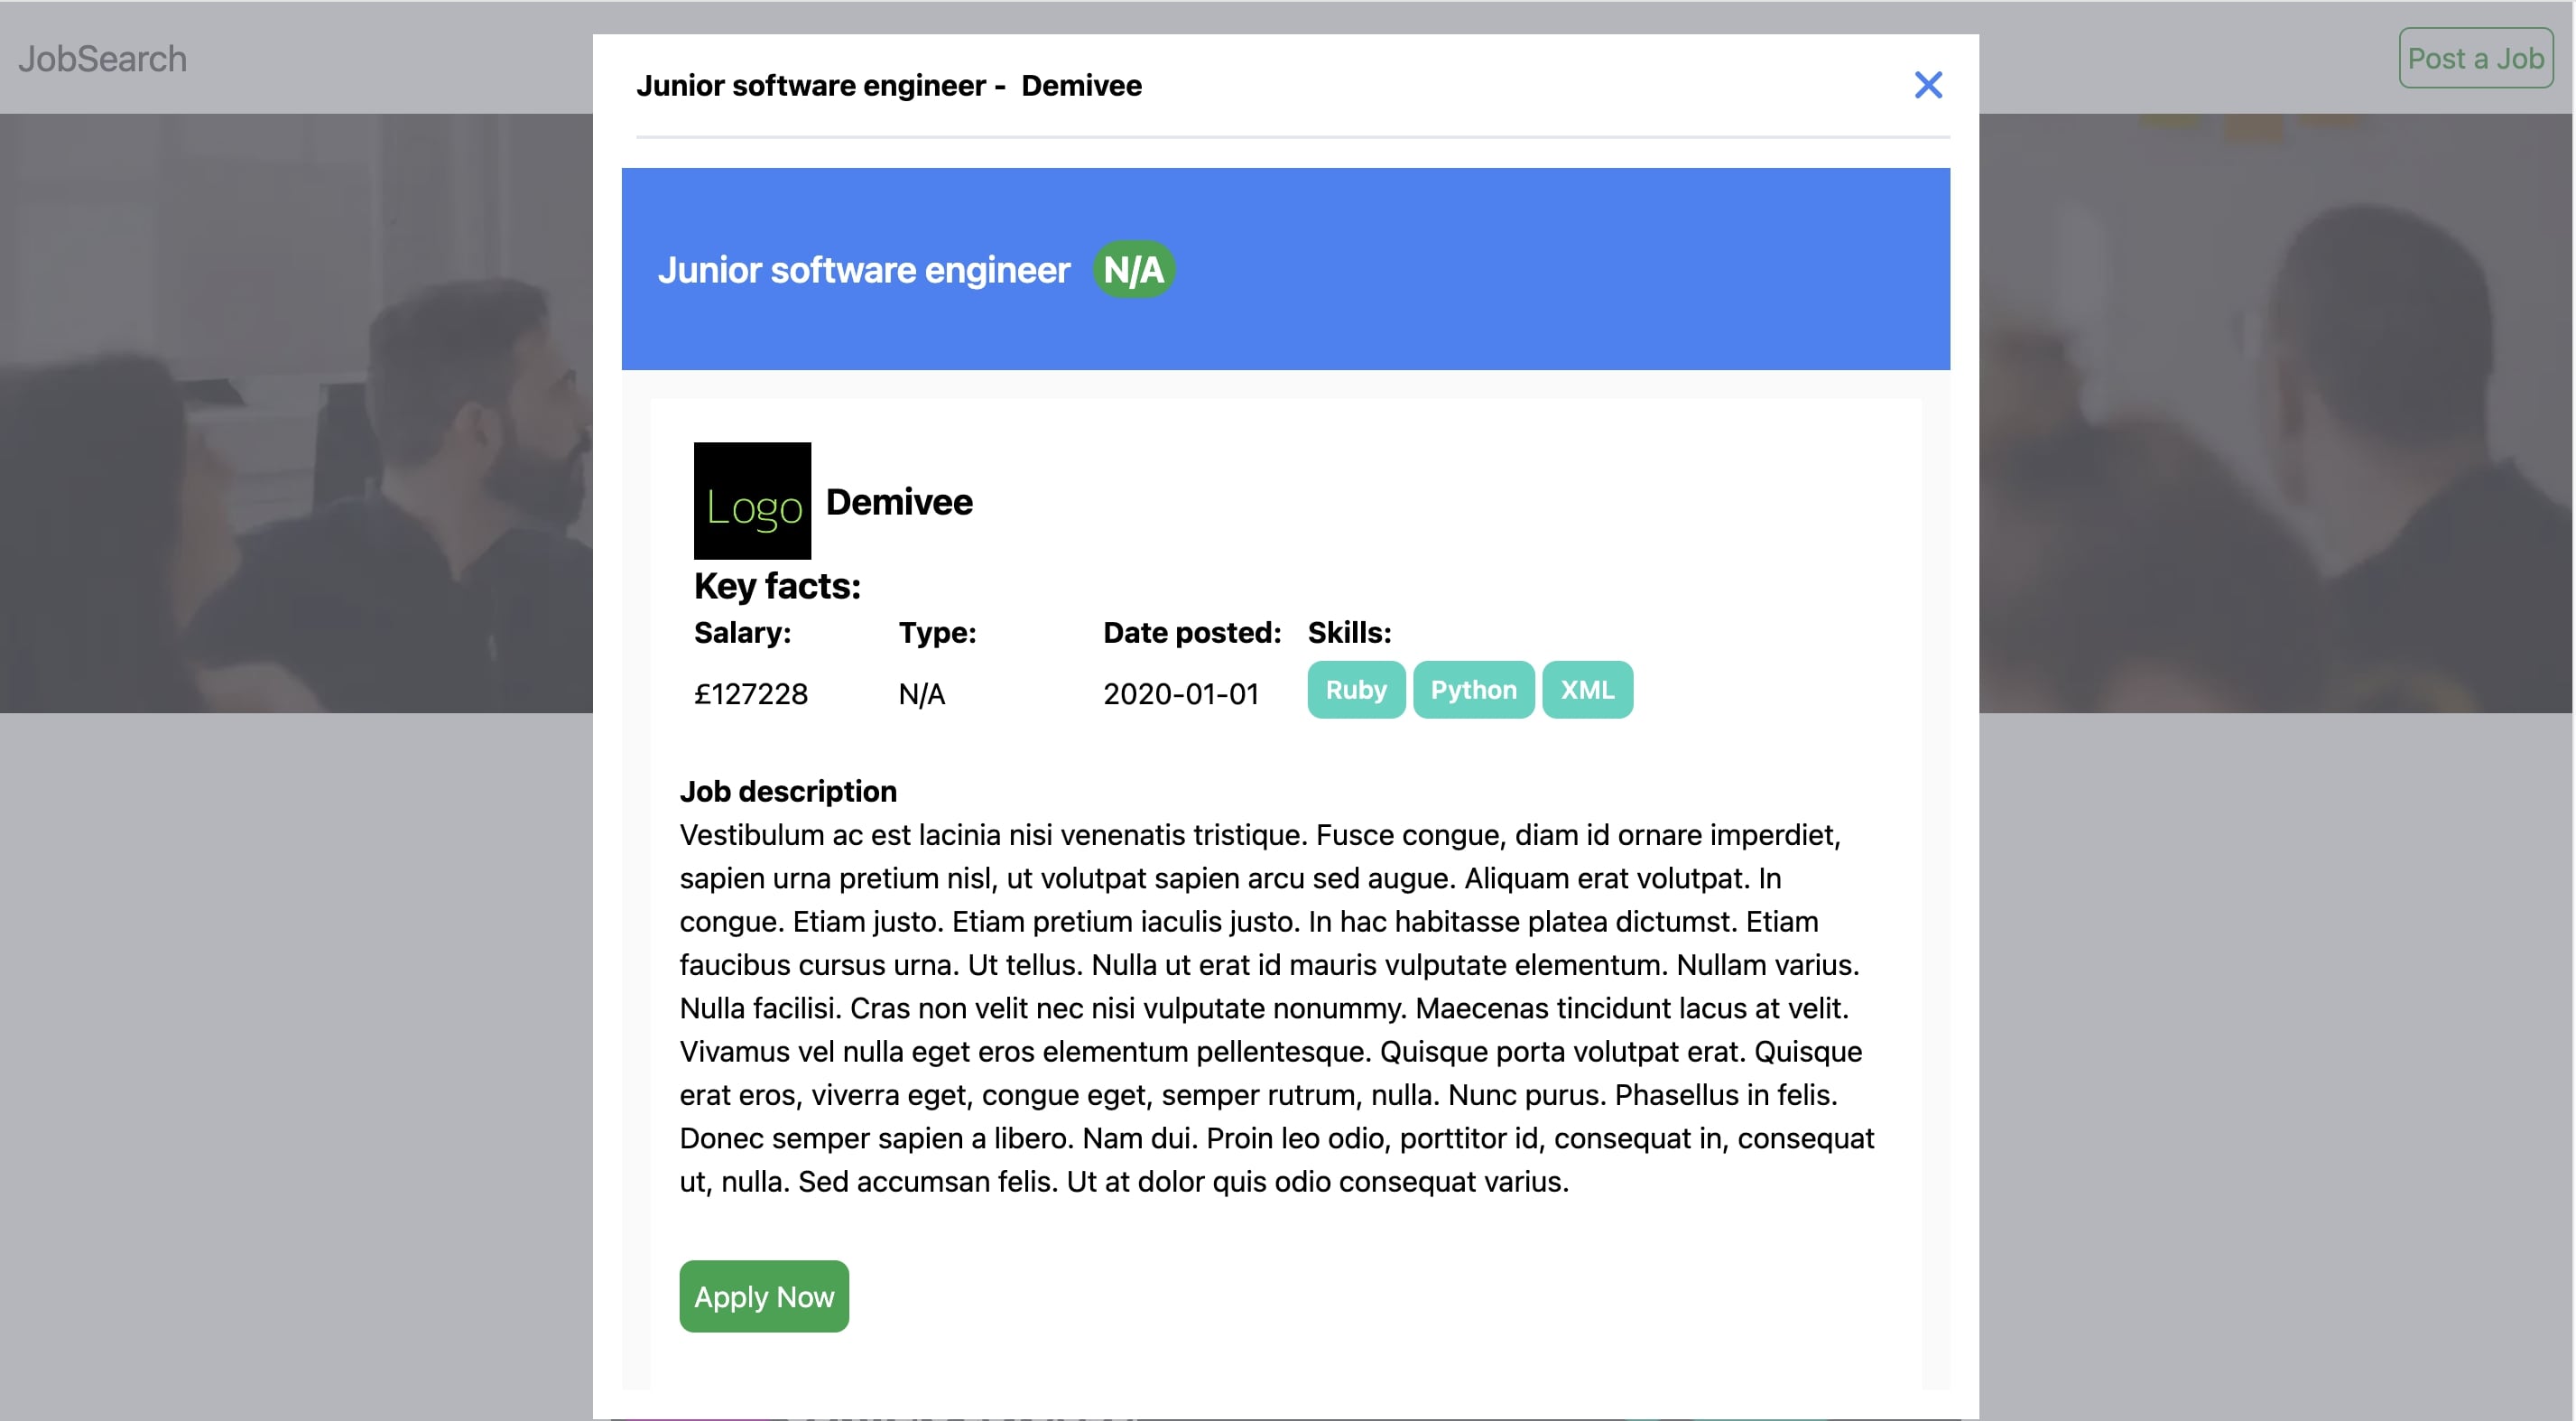 JobSearch
Post a Job
Junior software engineer - Demivee
Junior software engineer N/A
Logo
Demivee
Key facts:
Salary: Type: Date posted: Skills:
£127228 N/A 2020-01-01 Ruby Python XML
Job description
Vestibulum ac est lacinia nisi venenatis tristique. Fusce congue, diam id ornare imperdiet,
sapien urna pretium nisl, ut volutpat sapien arcu sed augue. Aliquam erat volutpat. In
congue. Etiam justo. Etiam pretium iaculis justo. In hac habitasse platea dictumst. Etiam
faucibus cursus urna. Ut tellus. Nulla ut erat id mauris vulputate elementum. Nullam varius.
Nulla facilisi. Cras non velit nec nisi vulputate nonummy. Maecenas tincidunt lacus at velit.
Vivamus vel nulla eget eros elementum pellentesque. Quisque porta volutpat erat. Quisque
erat eros, viverra eget, congue eget, semper rutrum, nulla. Nunc purus. Phasellus in felis.
Donec semper sapien a libero. Nam dui. Proin leo odio, porttitor id, consequat in, consequat
ut, nulla. Sed accumsan felis. Ut at dolor quis odio consequat varius.
Apply Now